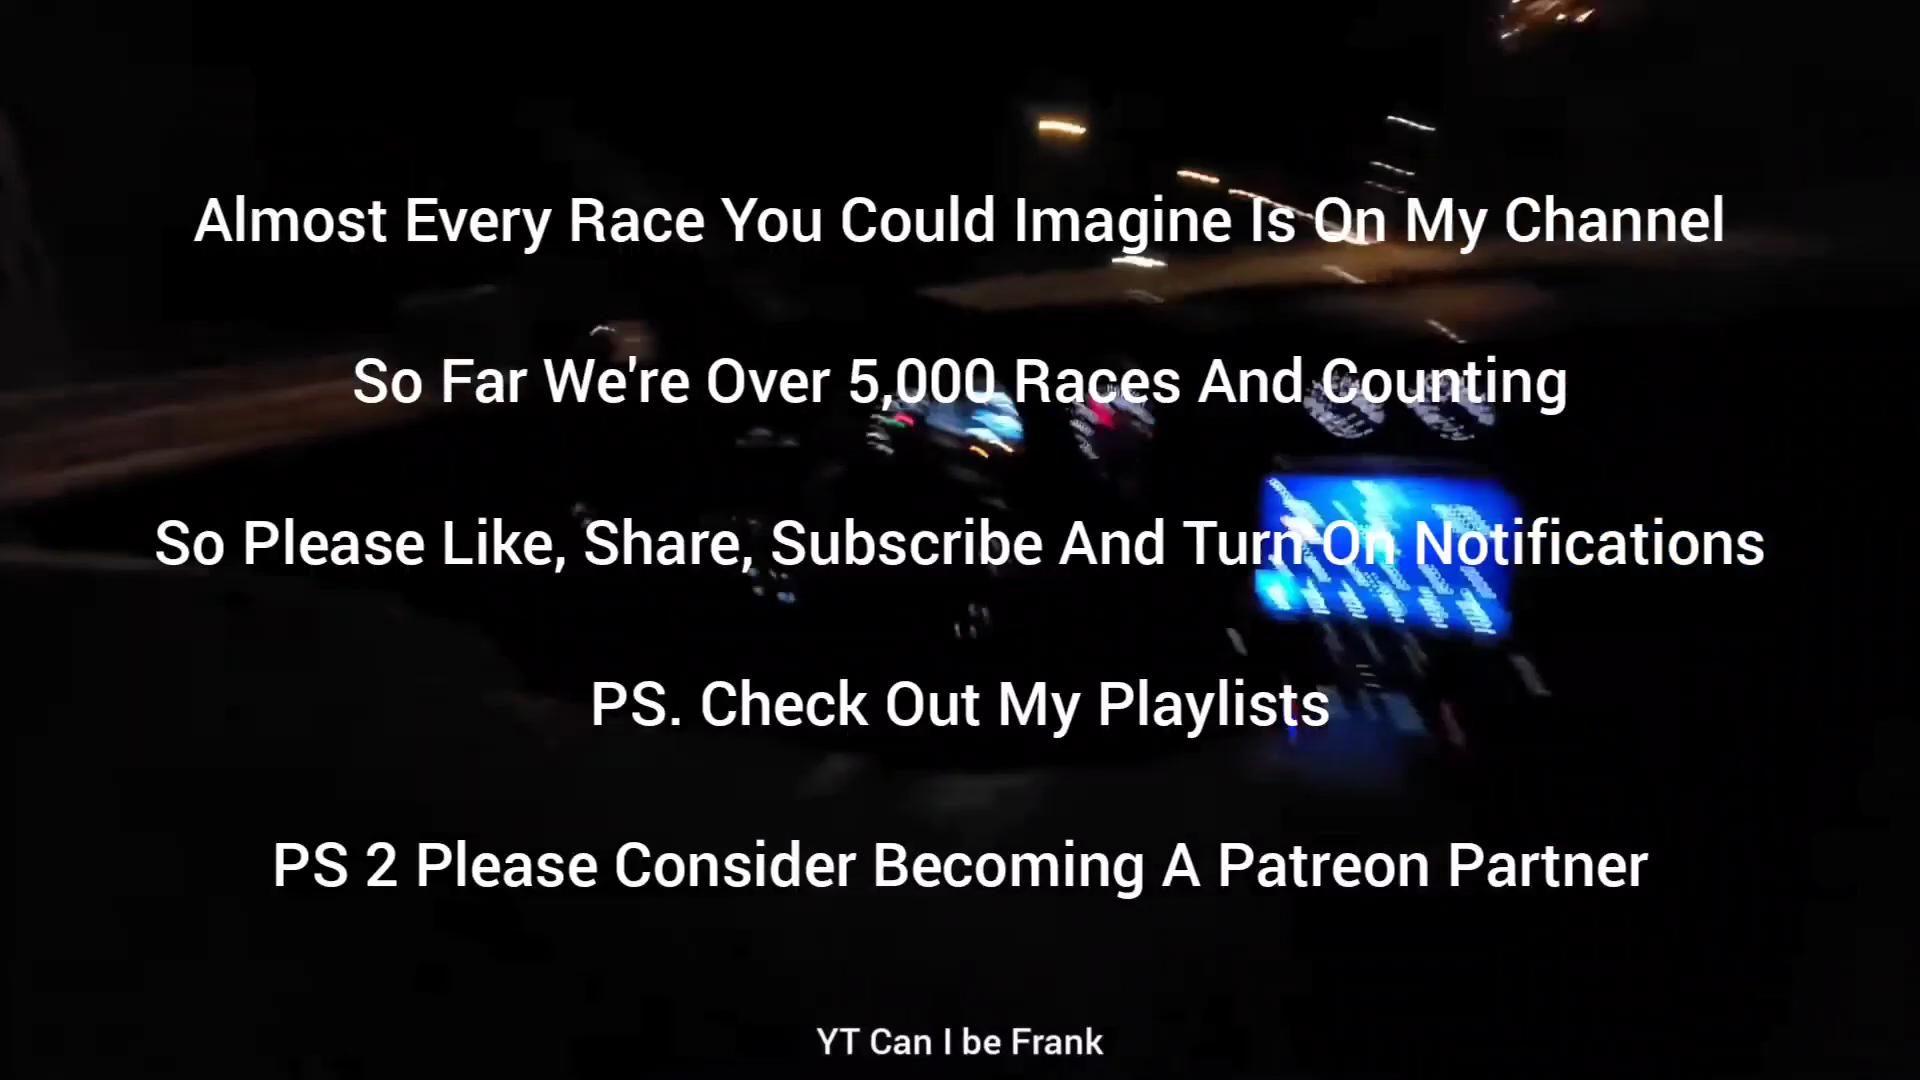 Almost Every Race You Could Imagine Is On My Channel
So Far We're Over 5,000 Races And Counting
So Please Like, Share, Subscribe And Turn On Notifications
PS. Check Out My Playlists
PS 2 Please Consider Becoming A Patreon Partner
YT Can I be Frank